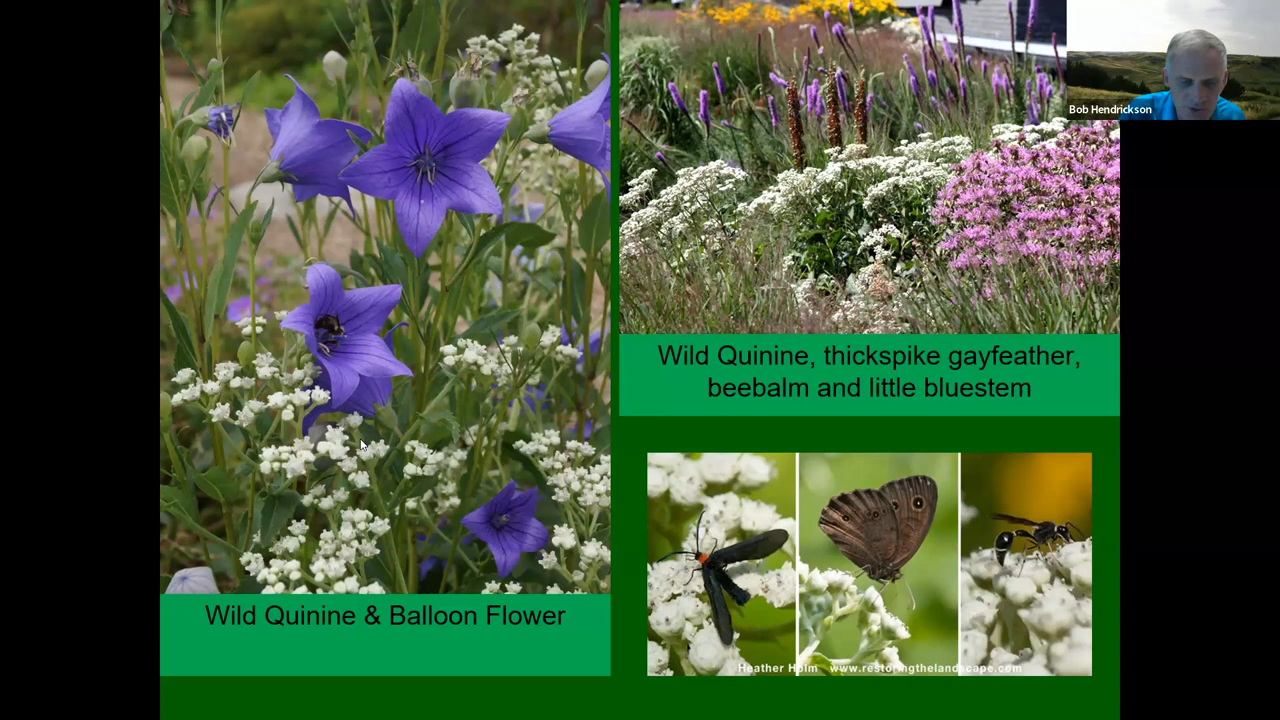 Bob Hendrickson
Wild Quinine, thickspike gayfeather,
beebalm and little bluestem
Wild Quinine & Balloon Flower
Heather Holm www.restoringthelandscape.com